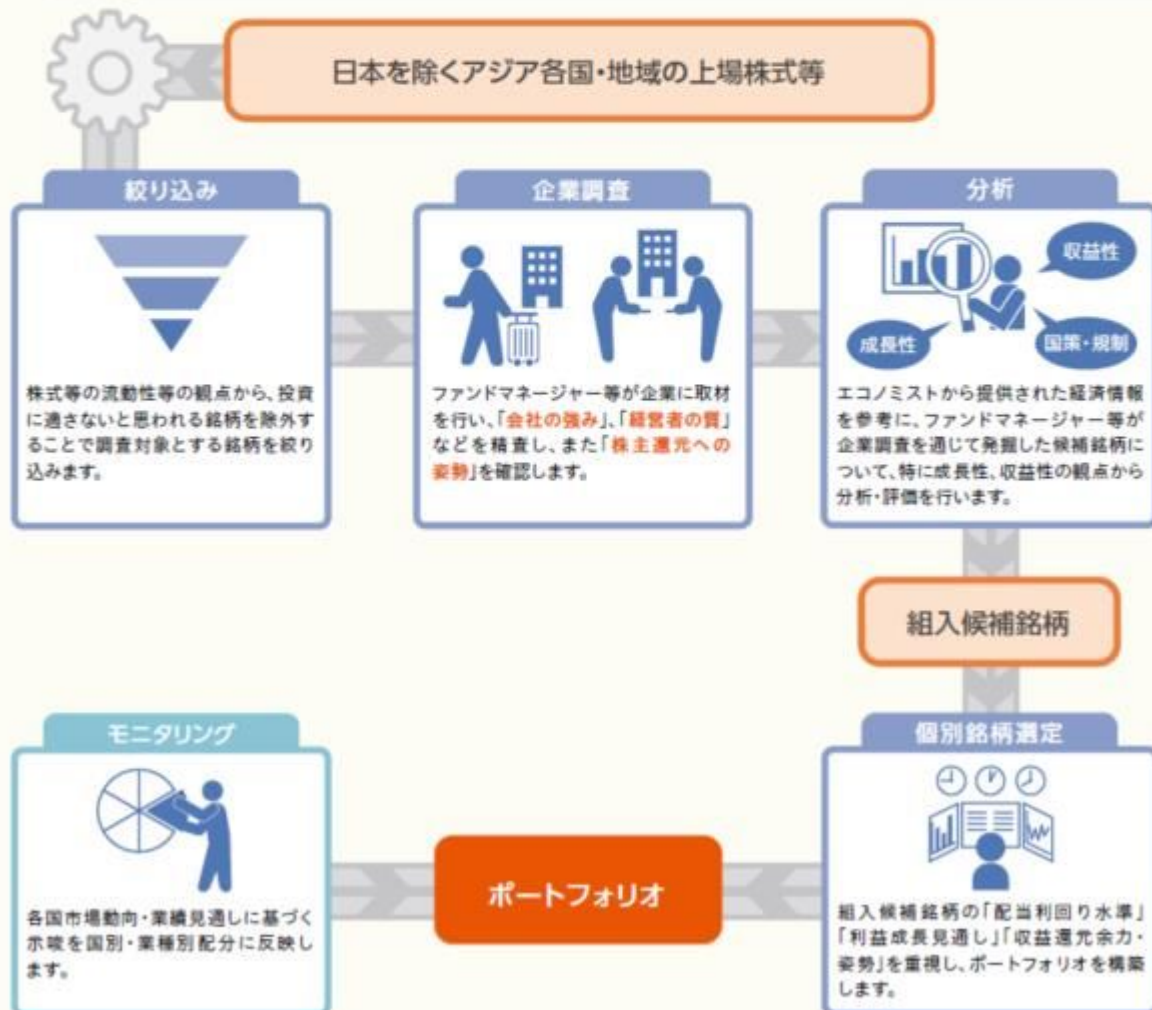 日本を除くアジア各国・地域の上場株式等
絞り込み
株式等の流動性等の観点から、投資
に適さないと思われる銘柄を除外す
ることで調査対象とする銘柄を絞り
込みます。
企業調査
ファンドマネージャー等が企業に取材
を行い、「会社の強み」、「経営者の質」
などを精査し、また「株主還元への
姿勢」を確認します。
分析
収益性
成長性
国策・規制
エコノミストから提供された経済情報
を参考に、ファンドマネージャー等が
企業調査を通じて発掘した候補銘柄に
ついて、特に成長性、収益性の観点から
分析・評価を行います。
組入候補銘柄
個別銘柄選定
組入候補銘柄の「配当利回り水準」
「利益成長見通し」「収益還元余力・
姿勢」を重視し、ポートフォリオを構築
します。
ポートフォリオ
モニタリング
各国市場動向・業績見通しに基づく
示唆を国別・業種別配分に反映し
ます。